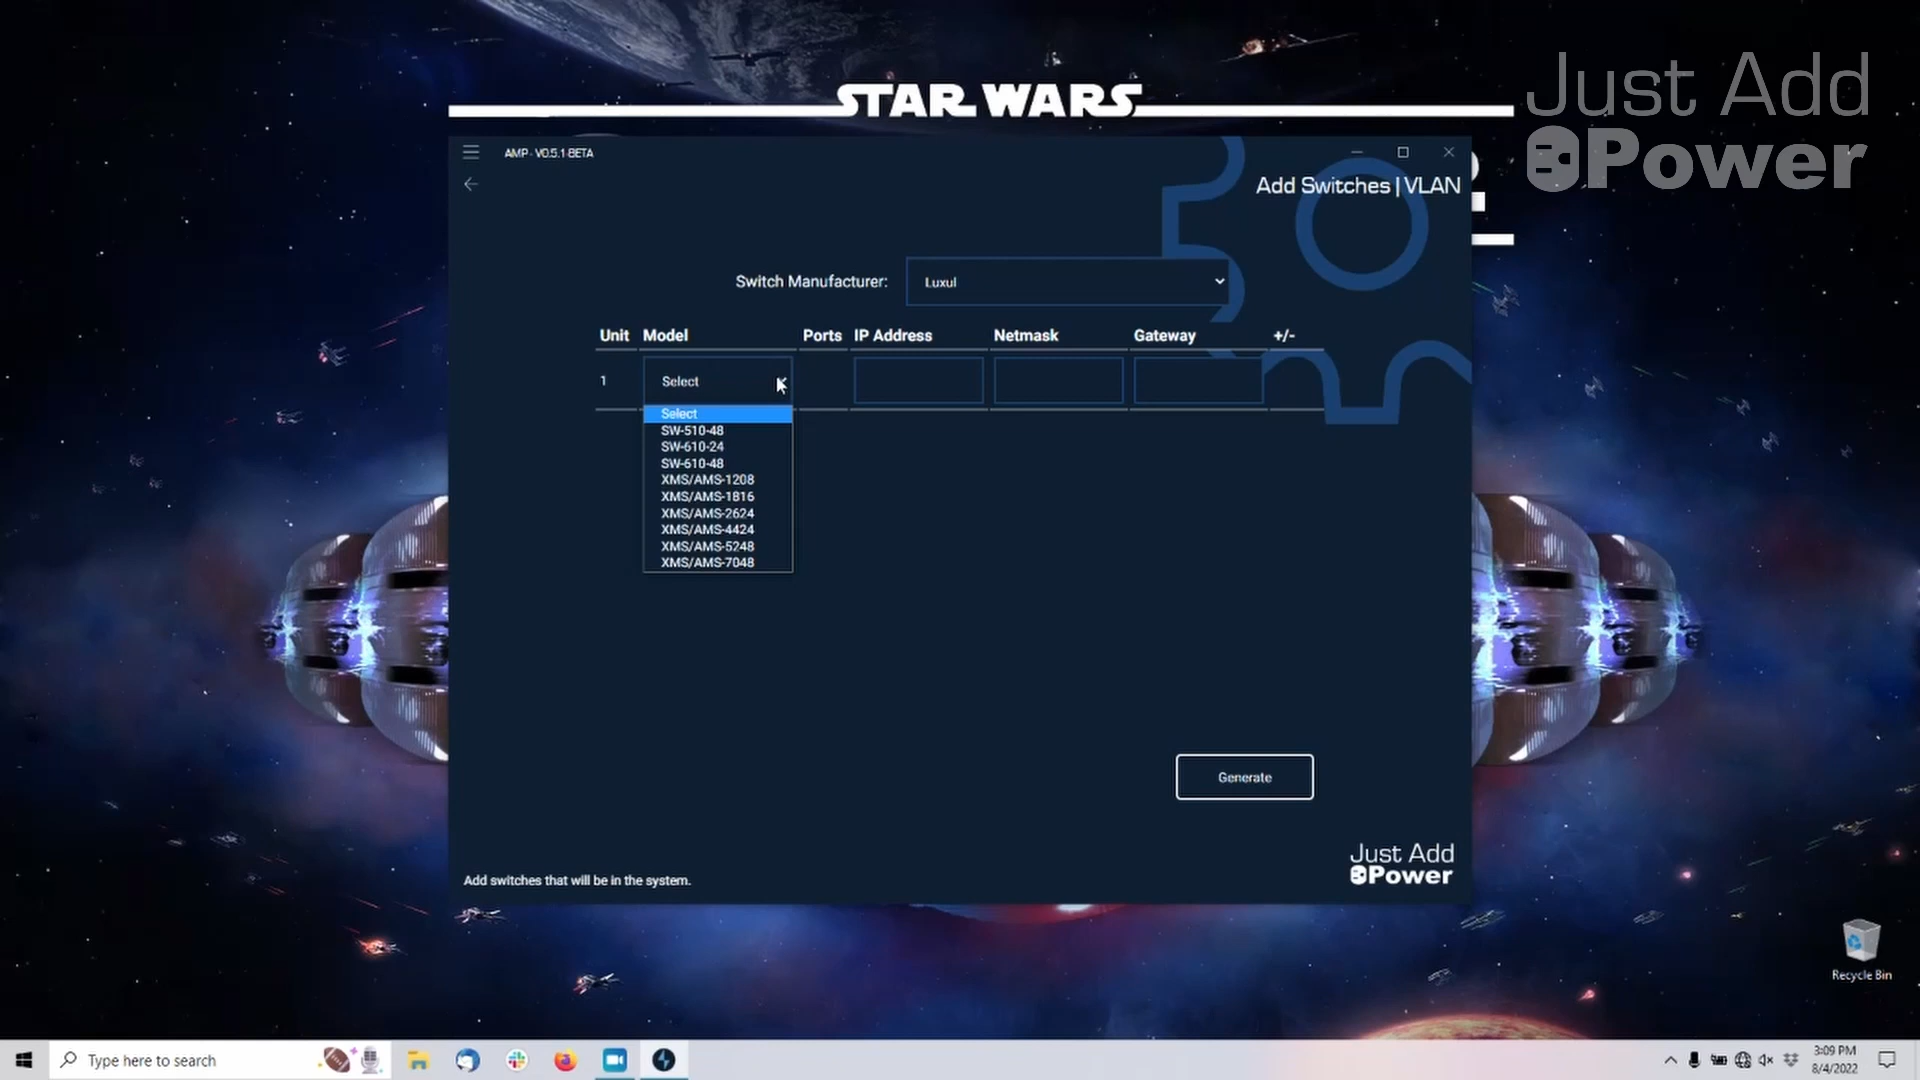 STAR WARS
Just Add
Power
AMP - V0.5.1-BETA
Add Switches | VLAN
Switch Manufacturer:
Luxul
Unit Model Ports IP Address Netmask Gateway +/-
1 Select
Select
SW-510-48
SW-610-24
SW-610-48
XMS/AMS-1208
XMS/AMS-1816
XMS/AMS-2624
XMS/AMS-4424
XMS/AMS-5248
XMS/AMS-7048
Generate
Just Add
Power
Add switches that will be in the system.
Recycle Bin
Type here to search
3:09 PM
8/4/2022